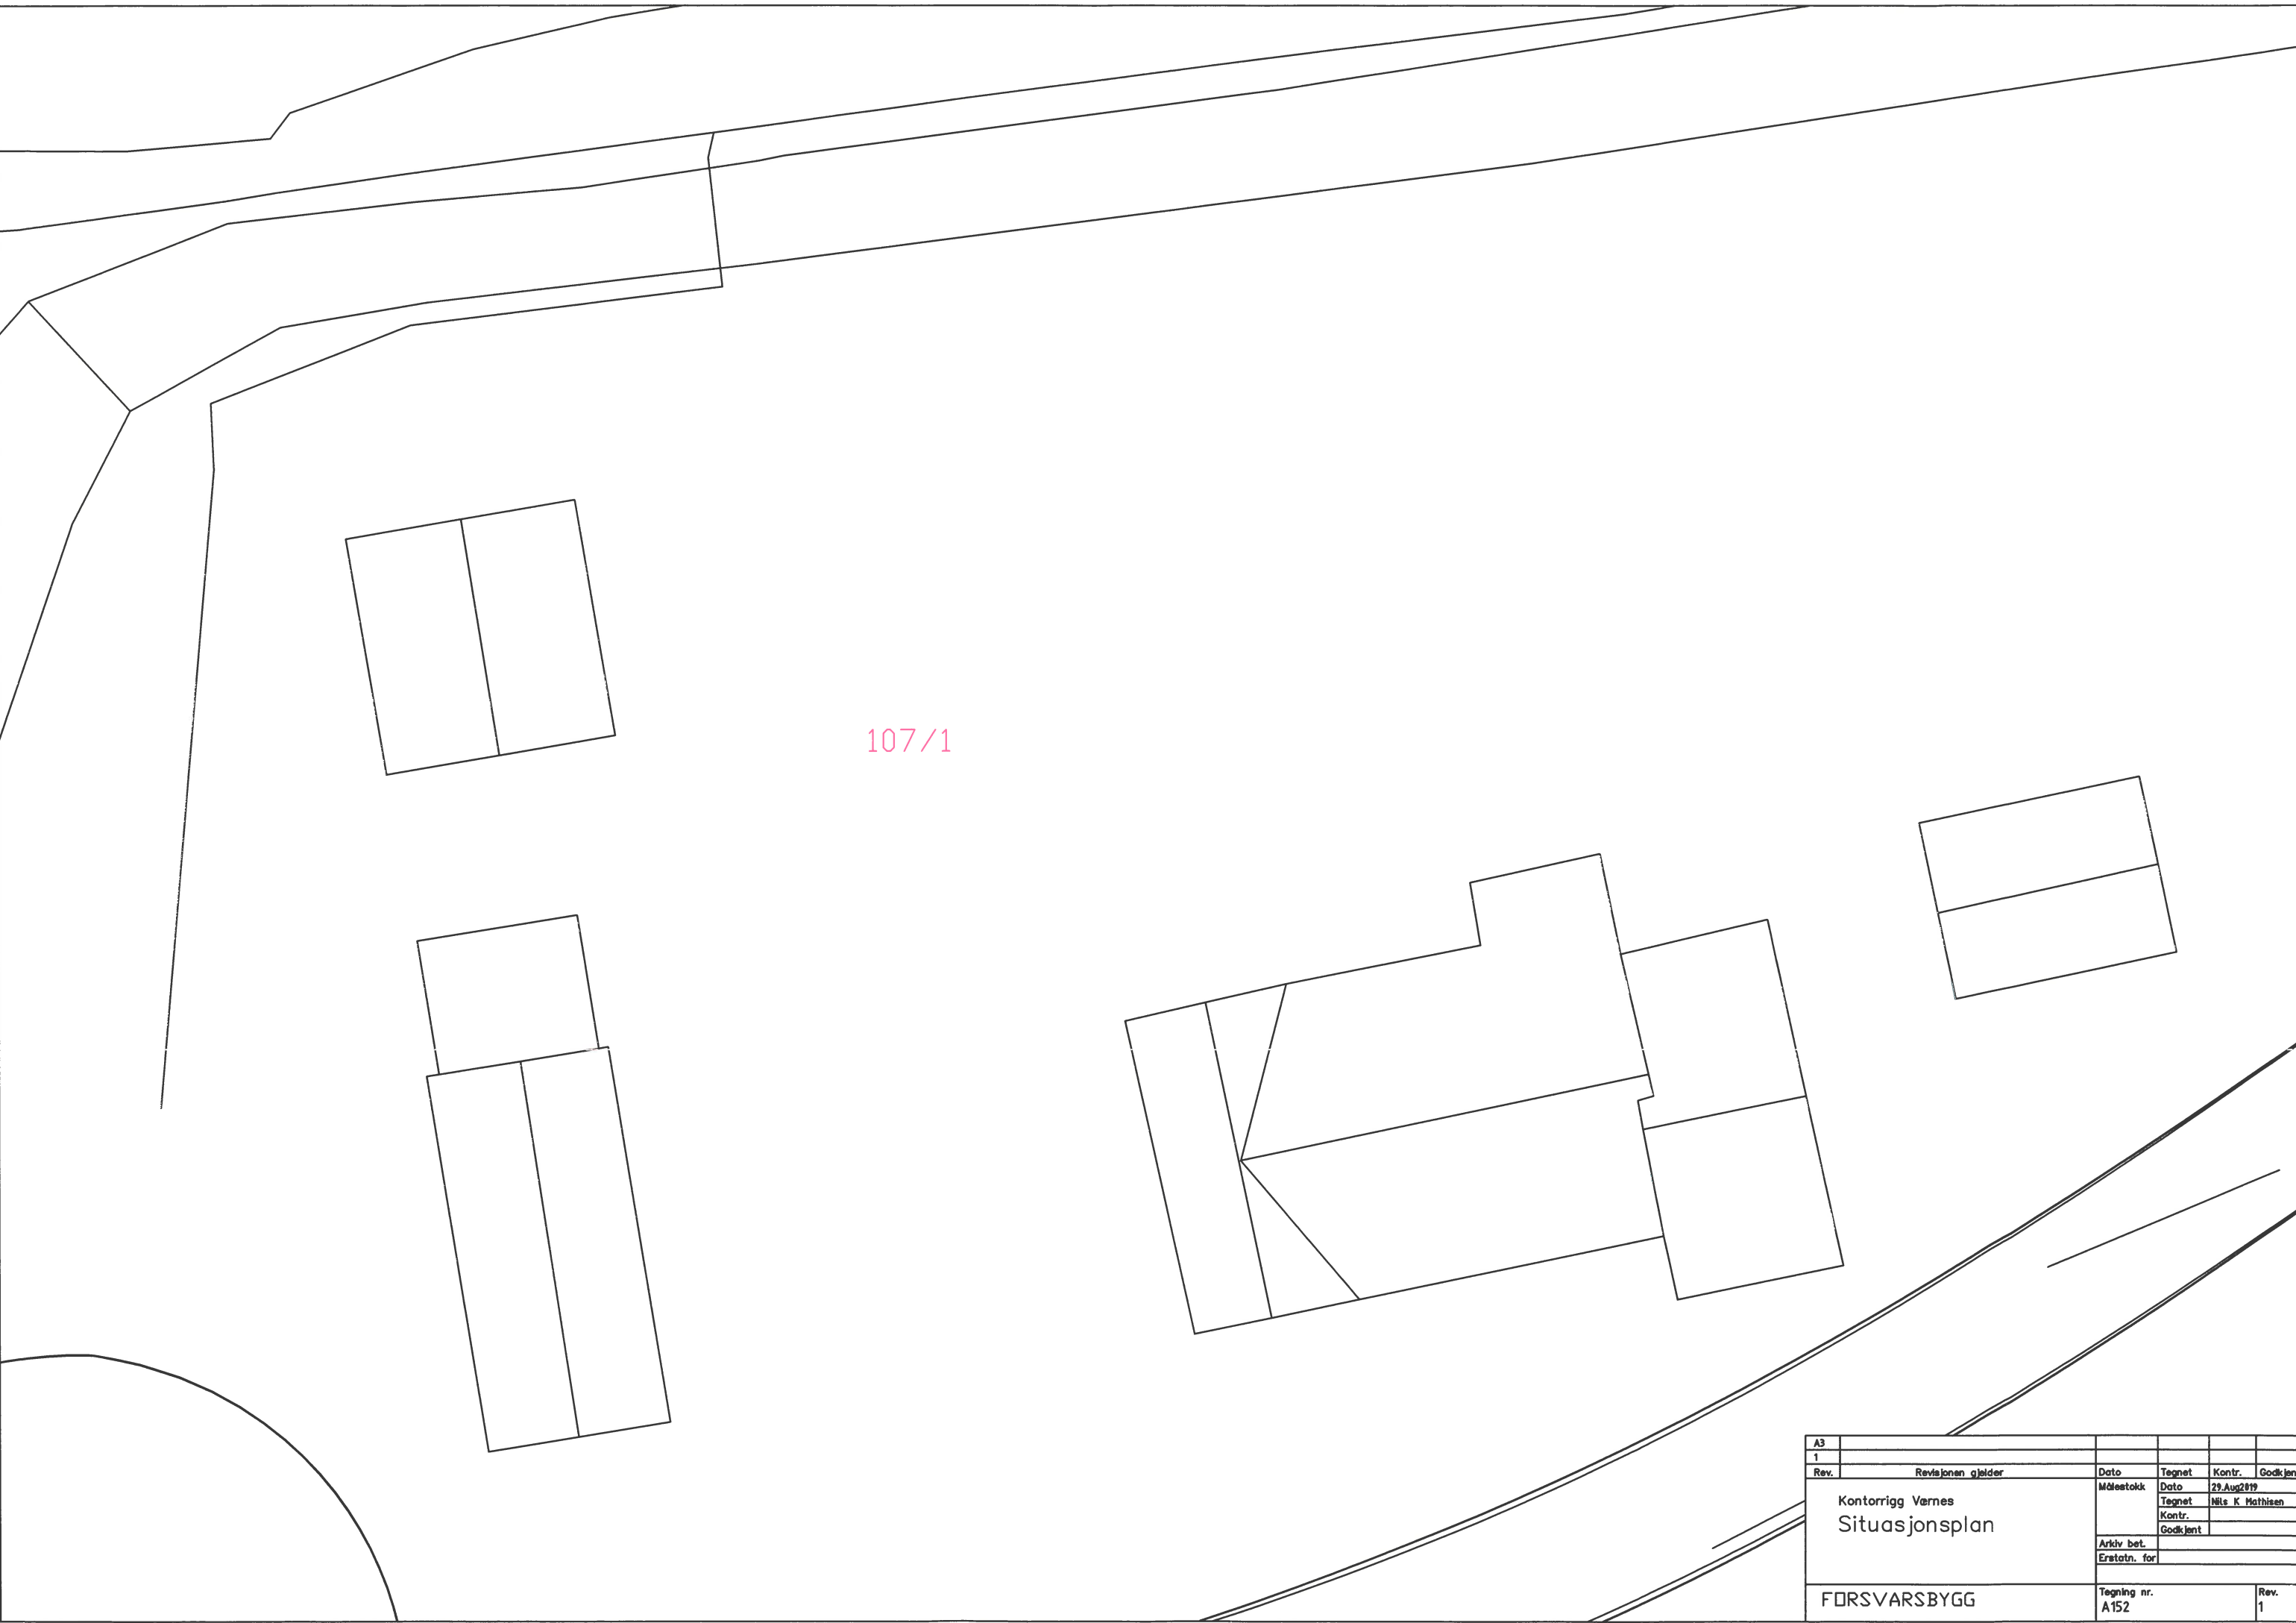 107/1
A3
1
Rev. Revisjonen gjelder Dato Tegnet Kontr. Godkjen
Kontorrigg Værnes
Situasjonsplan
Målestokk Dato 29.Aug2019
Tegnet Nils K Mathisen
Kontr.
Godkjent
Arkiv bet.
Erstatn. for
FORSVARSBYGG
Tegning nr. Rev.
A152 1